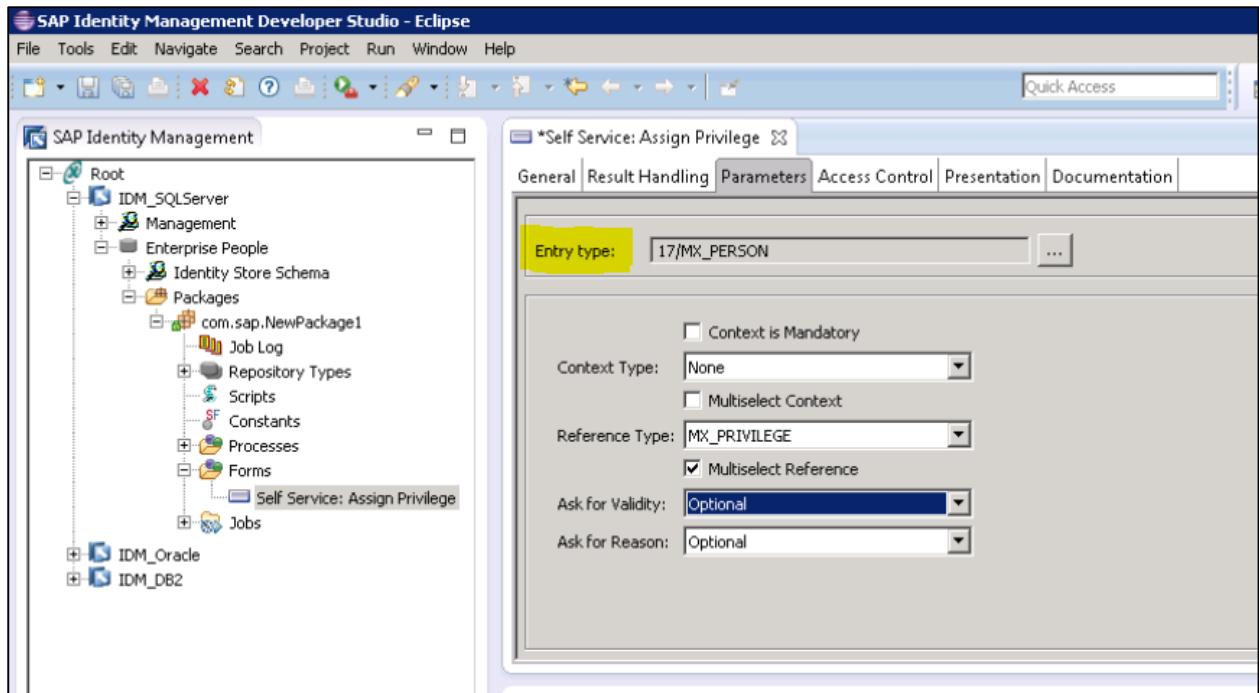 SAP Identity Management Developer Studio - Eclipse
File Tools Edit Navigate Search Project Run Window Help
Quick Access
SAP Identity Management
Root
IDM_SQLServer
Management
Enterprise People
Identity Store Schema
Packages
com.sap.NewPackage1
Job Log
Repository Types
Scripts
SF Constants
Processes
Forms
Self Service: Assign Privilege
Jobs
IDM_Oracle
IDM_DB2
*Self Service: Assign Privilege
General Result Handling Parameters Access Control Presentation Documentation
Entry type: 17/MX_PERSON ...
Context is Mandatory
Context Type: None
Multiselect Context
Reference Type: MX_PRIVILEGE
Multiselect Reference
Ask for Validity: Optional
Ask for Reason: Optional